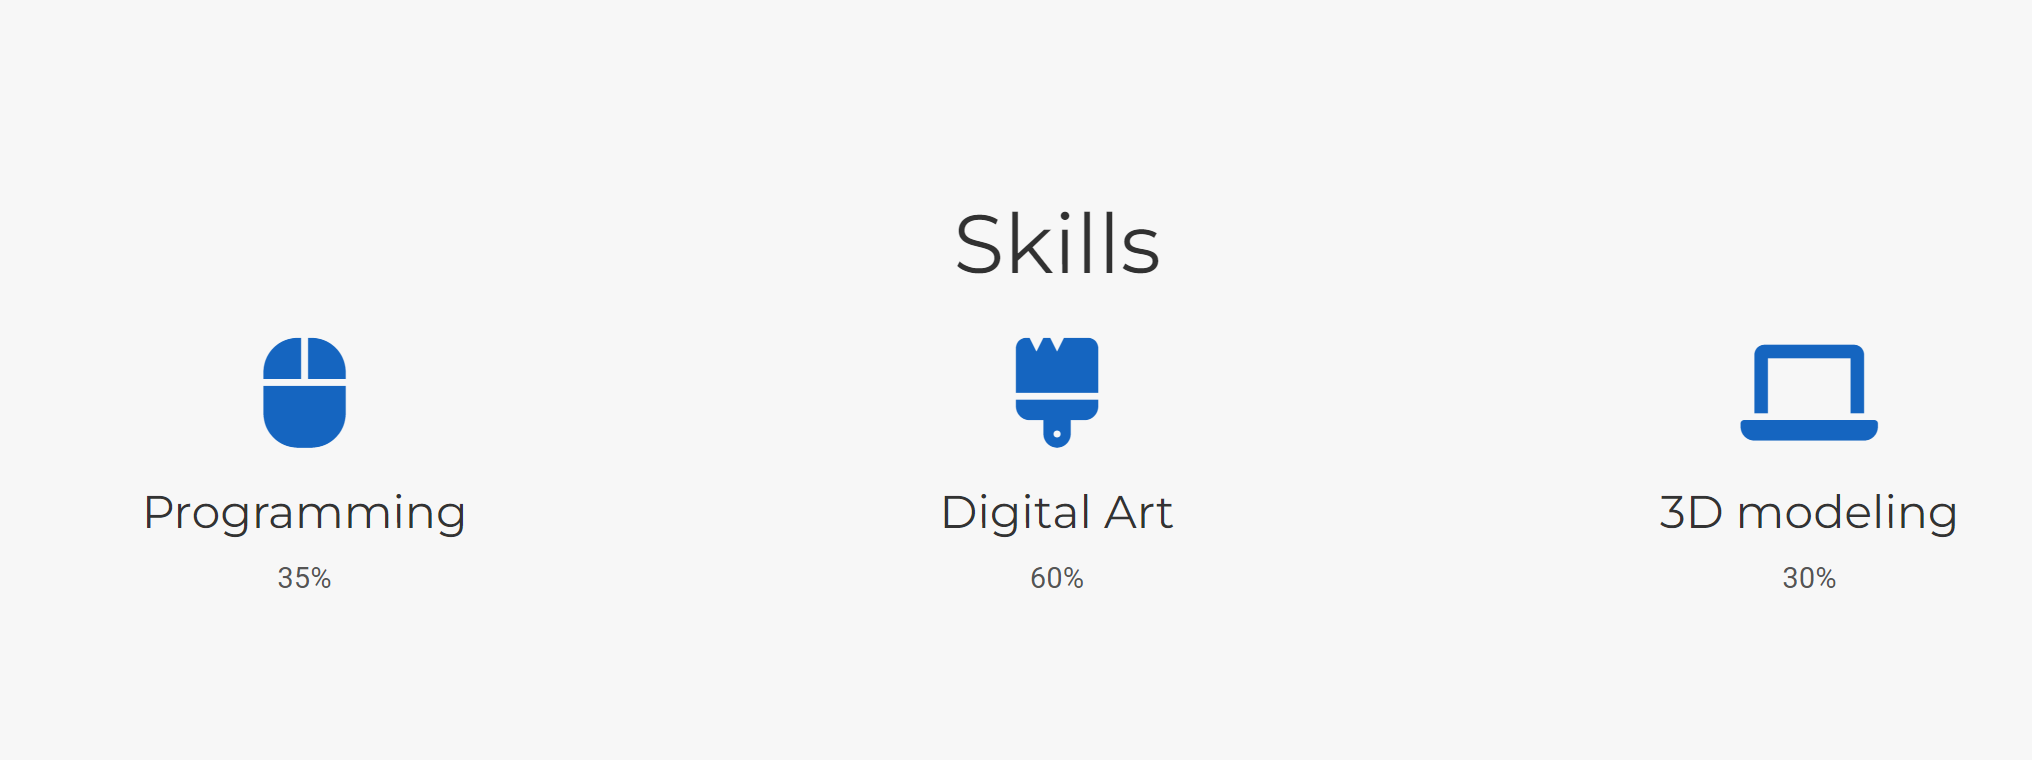 Skills
Programming
Digital Art
3D modeling
35%
60%
30%